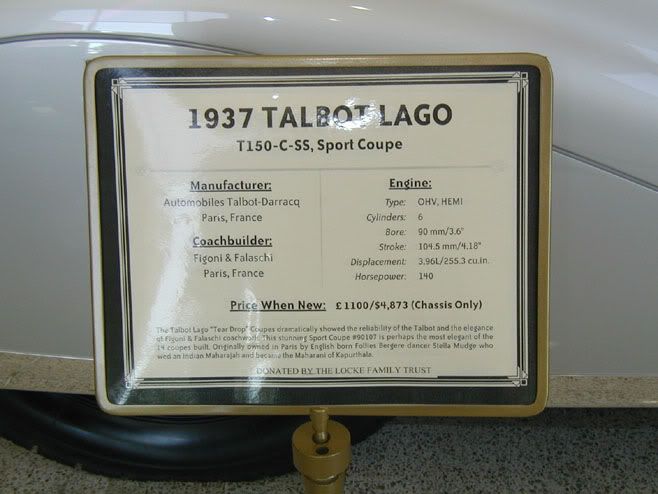 1937 TALBOT LAGO
T150-C-SS, Sport Coupe
Manufacturer:
Automobiles Talbot-Darracq
Paris, France
Coachbuilder:
Figoni & Falaschi
Paris, France
Engine:
Type: OHV, HEMI
Cylinders: 6
Bore: 90 mm/3.6"
Stroke: 104.5 mm/4.18"
Displacement: 3.96L/255.3 cu.in.
Horsepower: 140
Price When New: £1100/$4,873 (Chassis Only)
The Talbot Lago "Tear Drop" Coupes dramatically showed the reliability of the Talbot and the elegance
of Figoni & Falaschi coachwork. This stunning Sport Coupe #90107 is perhaps the most elegant of the
14 coupes built. Originally owned in Paris by English born Follies Bergere dancer Stella Mudge who
wed an Indian Maharajah and became the Maharani of Kapurthala.
DONATED BY THE LOCKE FAMILY TRUST